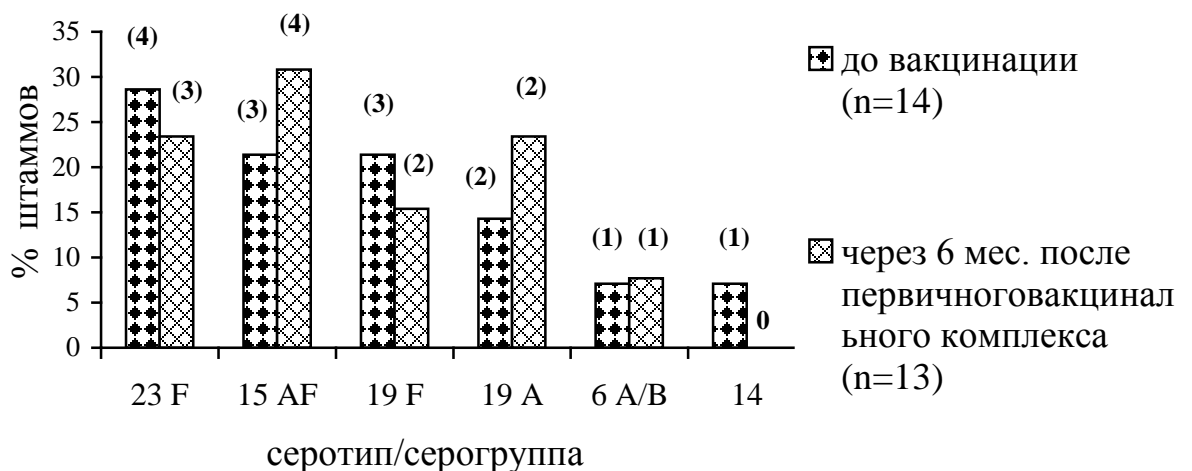 % штаммов
35
30
25
20
15
10
5
0
(4)
(3)
(3)
(4)
(3)
(2)
(2)
(2)
(1)
(1)
(1)
0
23 F
15 AF
19 F
19 A
6 A/B
14
серотип/серогруппа
до вакцинации
(n=14)
через 6 мес. после
первичноговакцинал
ьного комплекса
(n=13)